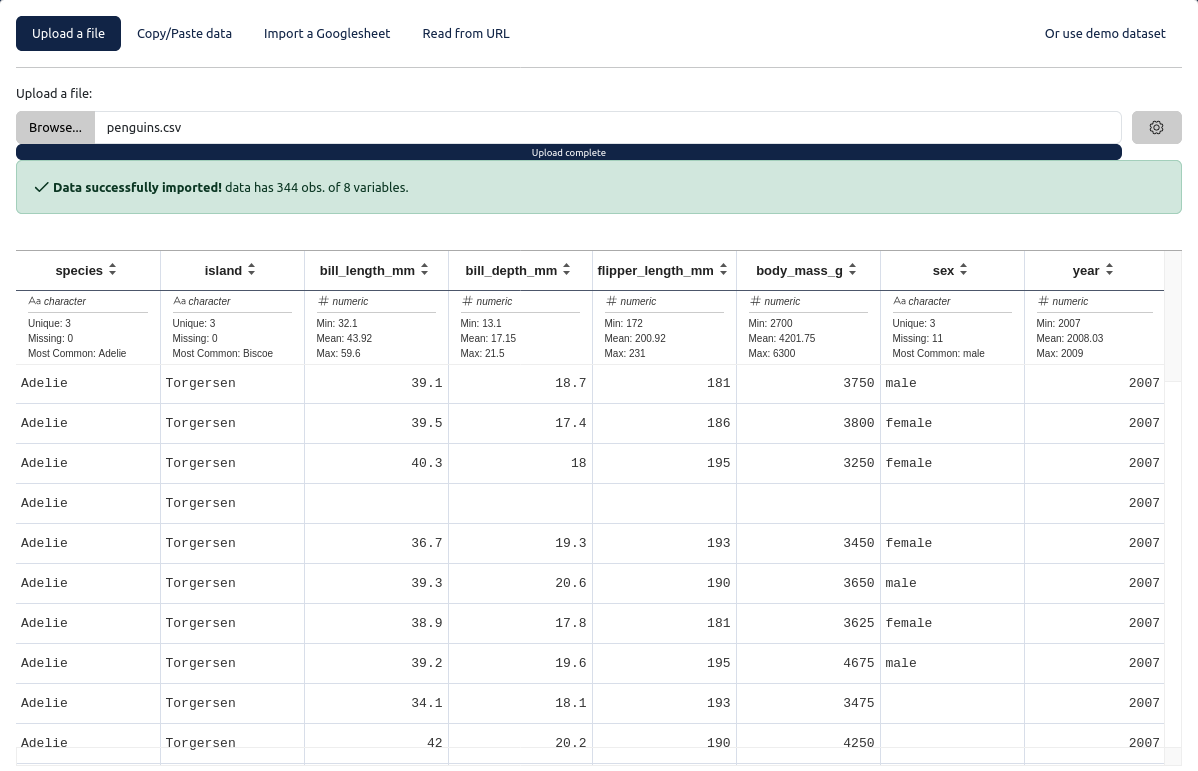 Upload a file Copy/Paste data Import a Googlesheet Read from URL Or use demo dataset
Upload a file:
Browse... penguins.csv
Upload complete
Data successfully imported! data has 344 obs. of 8 variables.
species island bill_length_mm bill_depth_mm flipper_length_mm body_mass_g sex year
Aa character Aa character # numeric # numeric # numeric # numeric Aa character # numeric
Unique: 3 Unique: 3 Min: 32.1 Min: 13.1 Min: 172 Min: 2700 Unique: 3 Min: 2007
Missing: 0 Missing: 0 Mean: 43.92 Mean: 17.15 Mean: 200.92 Mean: 4201.75 Missing: 11 Mean: 2008.03
Most Common: Adelie Most Common: Biscoe Max: 59.6 Max: 21.5 Max: 231 Max: 6300 Most Common: male Max: 2009
Adelie Torgersen 39.1 18.7 181 3750 male 2007
Adelie Torgersen 39.5 17.4 186 3800 female 2007
Adelie Torgersen 40.3 18 195 3250 female 2007
Adelie Torgersen 2007
Adelie Torgersen 36.7 19.3 193 3450 female 2007
Adelie Torgersen 39.3 20.6 190 3650 male 2007
Adelie Torgersen 38.9 17.8 181 3625 female 2007
Adelie Torgersen 39.2 19.6 195 4675 male 2007
Adelie Torgersen 34.1 18.1 193 3475 2007
Adelie Torgersen 42 20.2 190 4250 2007